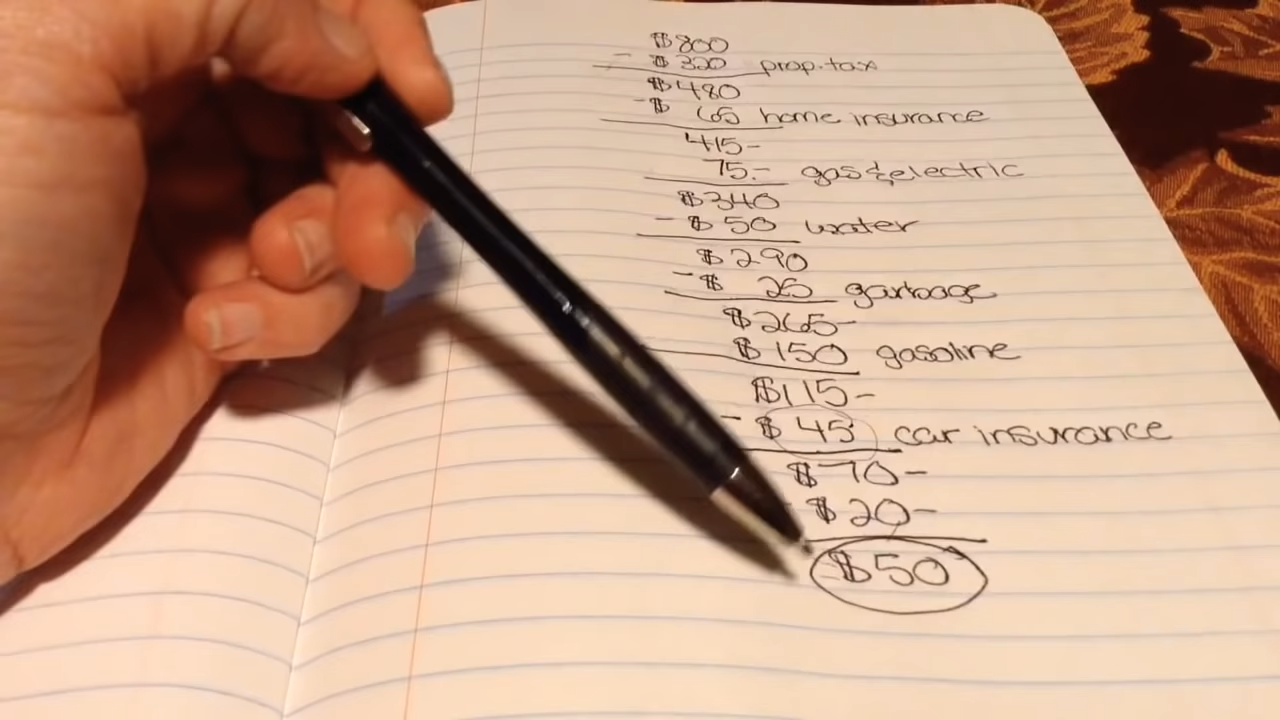 $800
- $320 prop.tax
$480
- $ 65 home insurance
415-
75.- gas & electric
$340
- $ 50 water
$290
- $ 25 garbage
$265-
$150 gasoline
$115-
- $ 45 car insurance
$70-
$20-
$50